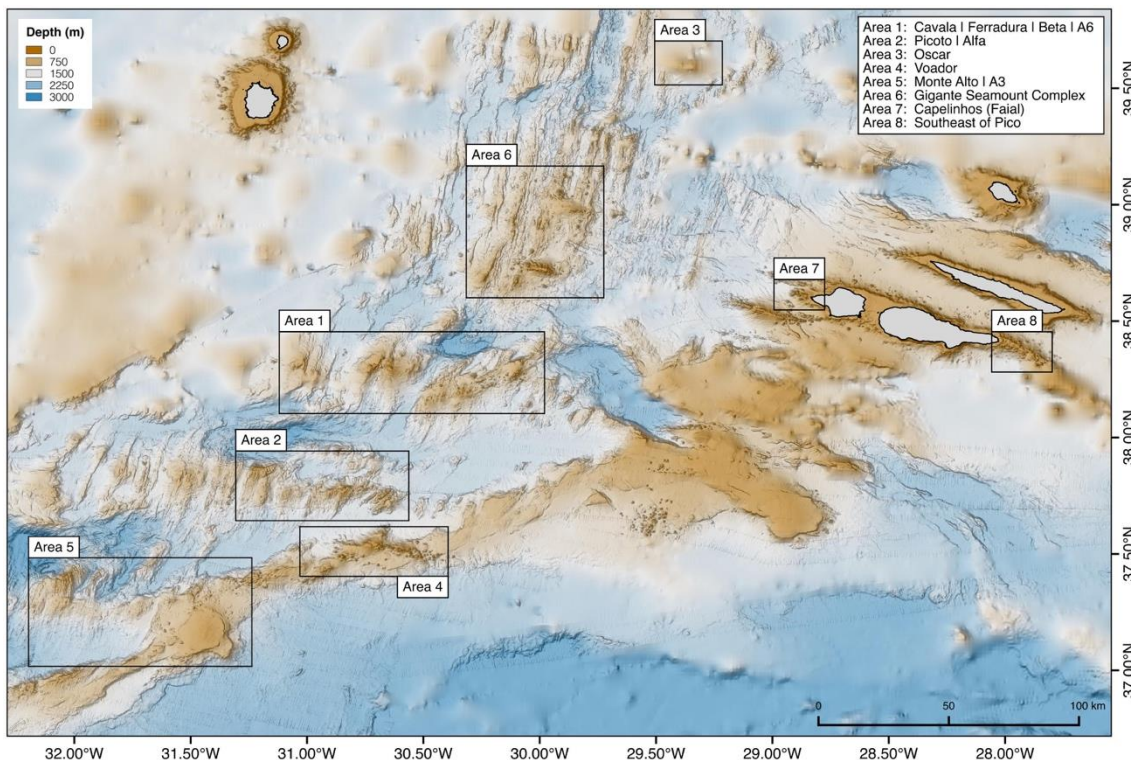 Depth (m)
0
750
1500
2250
3000
Area 3
Area 1: Cavala | Ferradura | Beta | A6
Area 2: Picoto | Alfa
Area 3: Oscar
Area 4: Voador
Area 5: Monte Alto | A3
Area 6: Gigante Seamount Complex
Area 7: Capelinhos (Faial)
Area 8: Southeast of Pico
Area 6
Area 7
Area 1
Area 8
Area 2
Area 5
Area 4
39.50°N
39.00°N
38.50°N
38.00°N
37.50°N
37.00°N
0 50 100 km
32.00°W 31.50°W 31.00°W 30.50°W 30.00°W 29.50°W 29.00°W 28.50°W 28.00°W